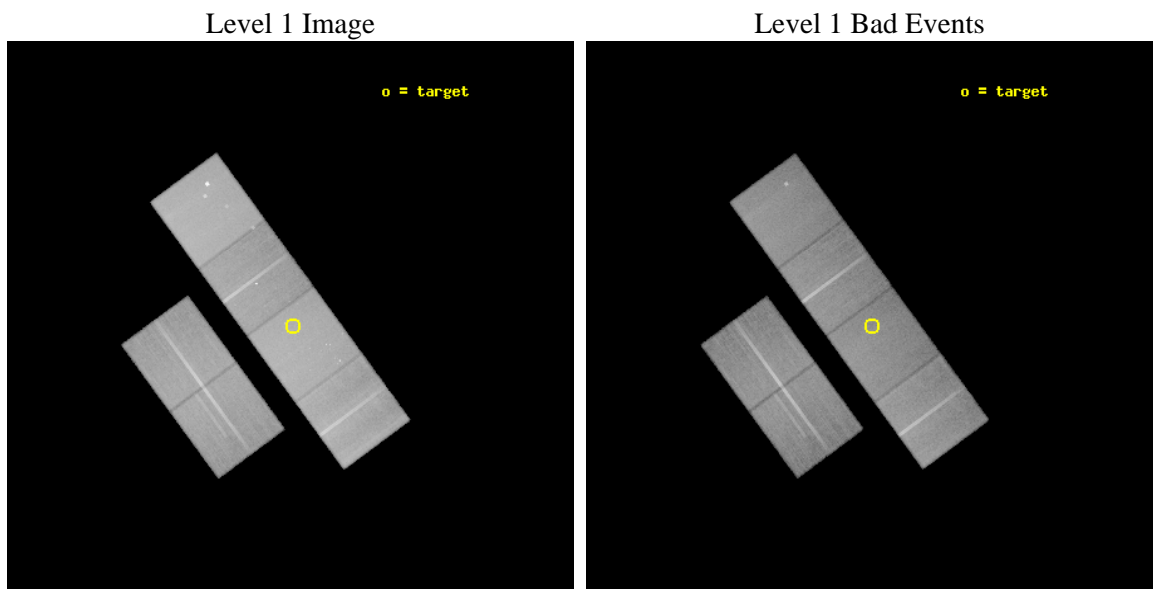 Level 1 Image
Level 1 Bad Events
o = target
o = target